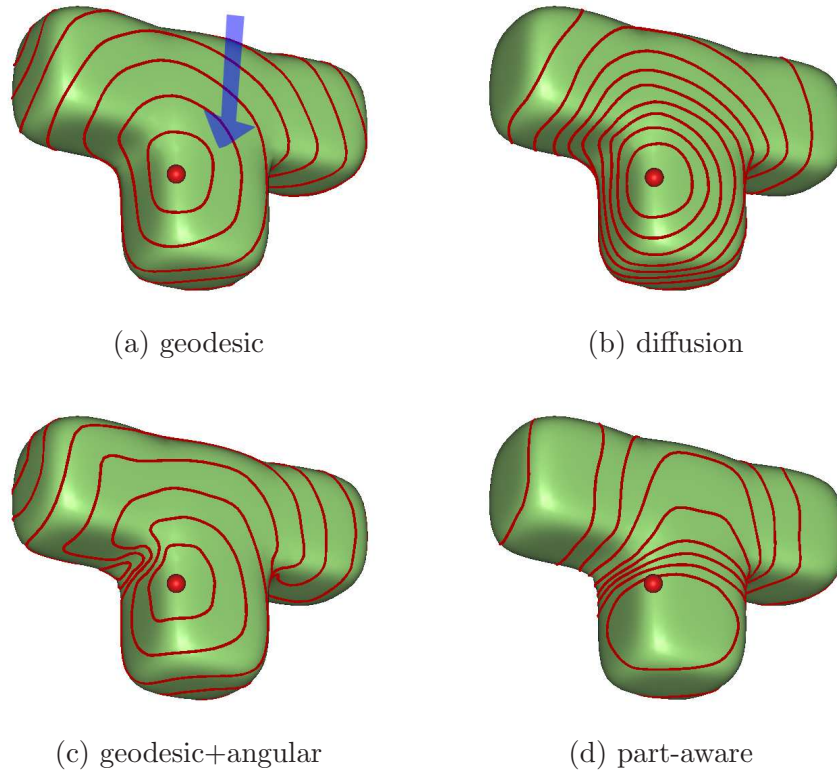 (a) geodesic
(b) diffusion
(c) geodesic+angular
(d) part-aware